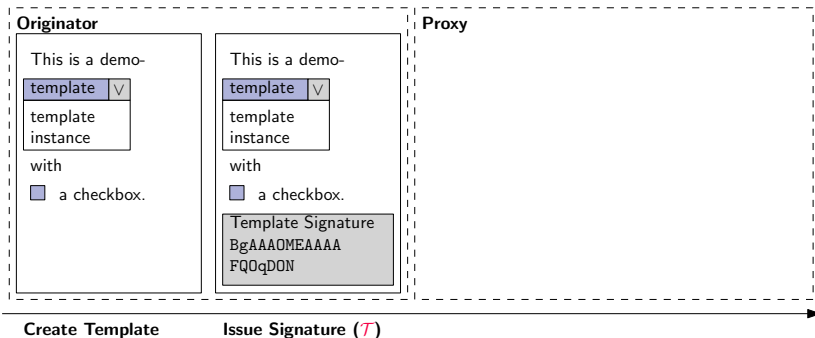 Originator
Proxy
This is a demo-
template ∨
template
instance
with
a checkbox.
This is a demo-
template ∨
template
instance
with
a checkbox.
Template Signature
BgAAAOMEAAAA
FQOqDON
Create Template
Issue Signature (𝒯)